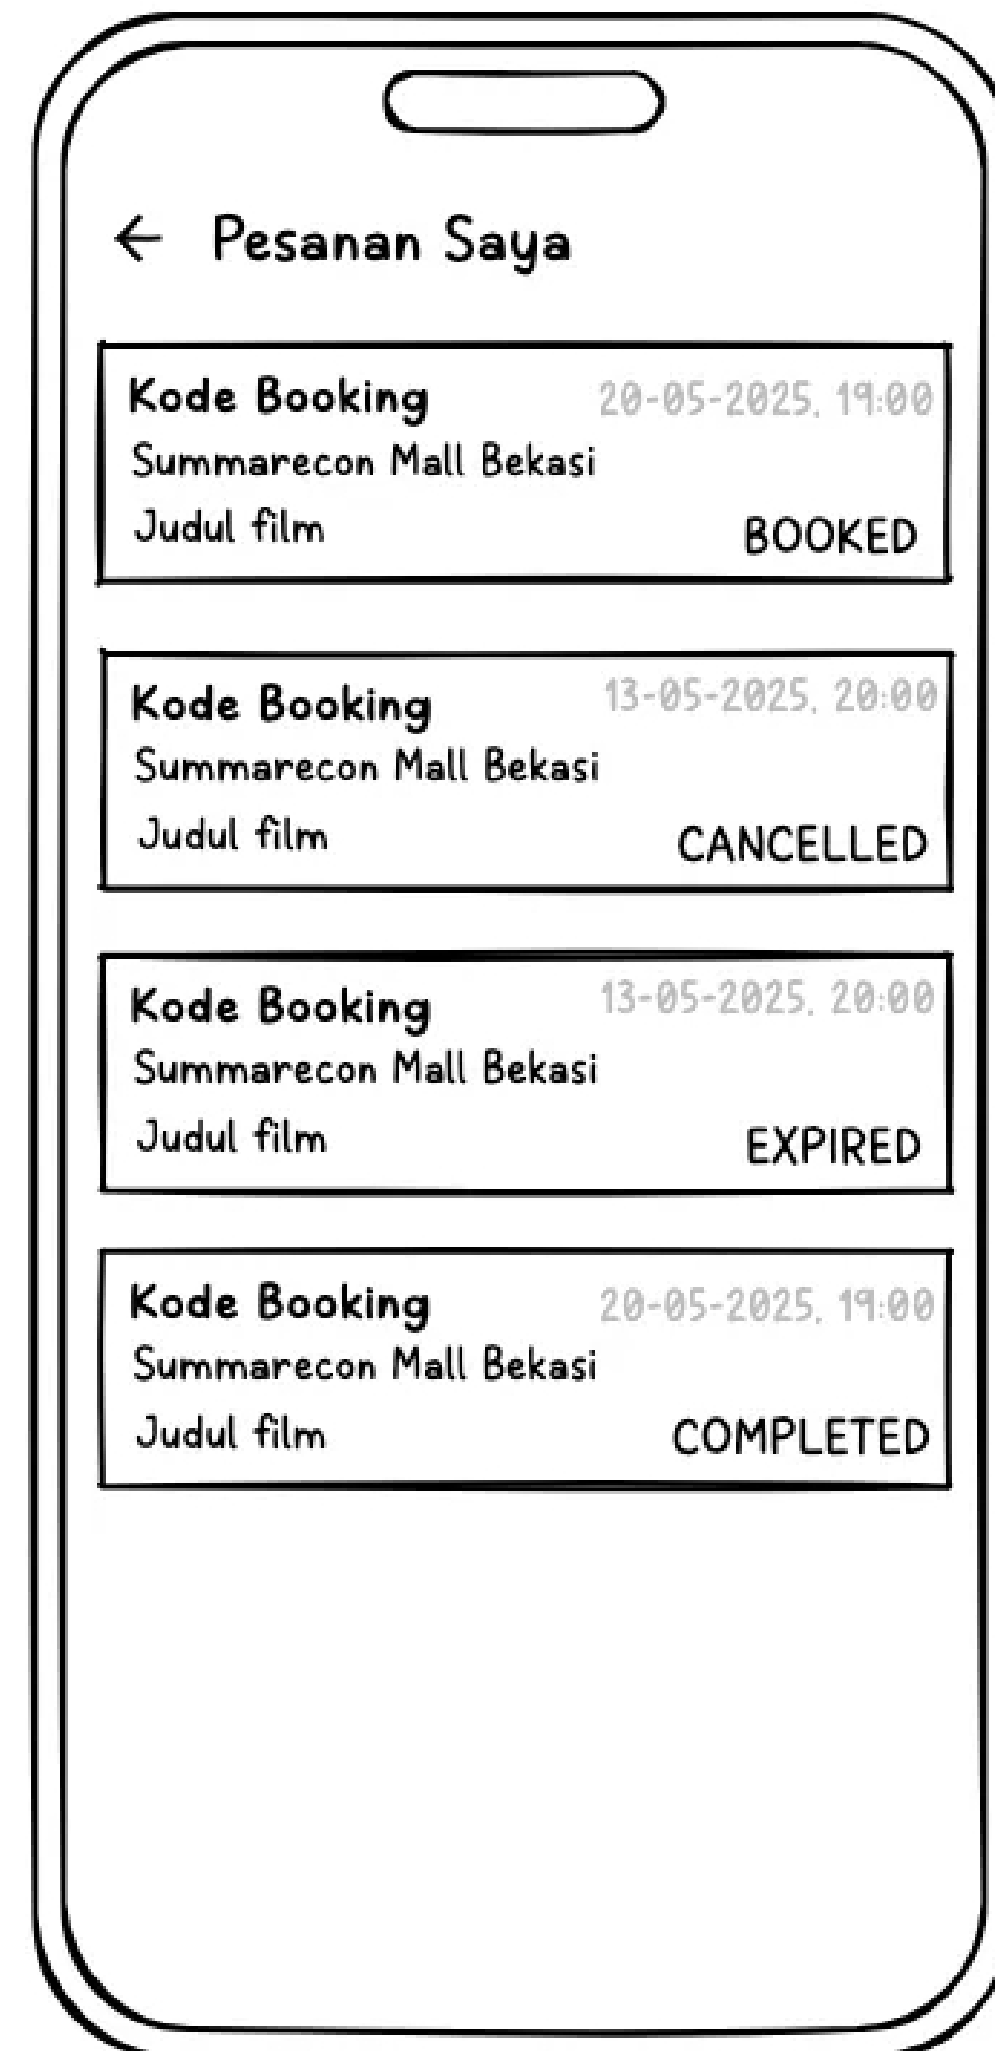 ← Pesanan Saya
Kode Booking 20-05-2025, 19:00
Summarecon Mall Bekasi
Judul film BOOKED
Kode Booking 13-05-2025, 20:00
Summarecon Mall Bekasi
Judul film CANCELLED
Kode Booking 13-05-2025, 20:00
Summarecon Mall Bekasi
Judul film EXPIRED
Kode Booking 20-05-2025, 19:00
Summarecon Mall Bekasi
Judul film COMPLETED